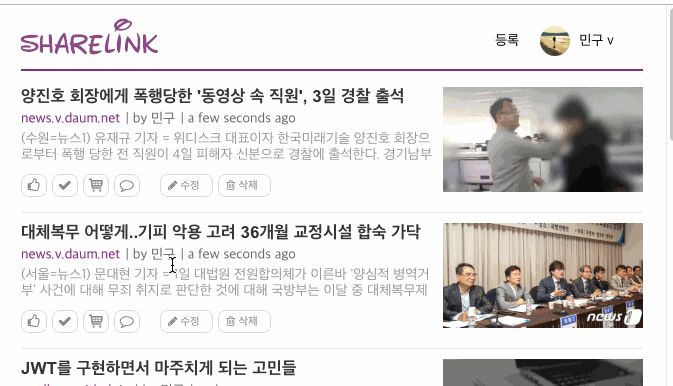 SHARELINK
등록
민구 v
양진호 회장에게 폭행당한 '동영상 속 직원', 3일 경찰 출석
news.v.daum.net | by 민구 | a few seconds ago
(수원=뉴스1) 유재규 기자 = 위디스크 대표이자 한국미래기술 양진호 회장으
로부터 폭행 당한 전 직원이 4일 피해자 신분으로 경찰에 출석한다. 경기남부
수정
삭제
대체복무 어떻게..기피 악용 고려 36개월 교정시설 합숙 가닥
news.v.daum.net | by 민구 | a few seconds ago
(서울=뉴스1) 문대현 기자 = 1일 대법원 전원합의체가 이른바 '양심적 병역거
부' 사건에 대해 무죄 취지로 판단한 것에 대해 국방부는 이달 중 대체복무제
news1
수정
삭제
JWT를 구현하면서 마주치게 되는 고민들